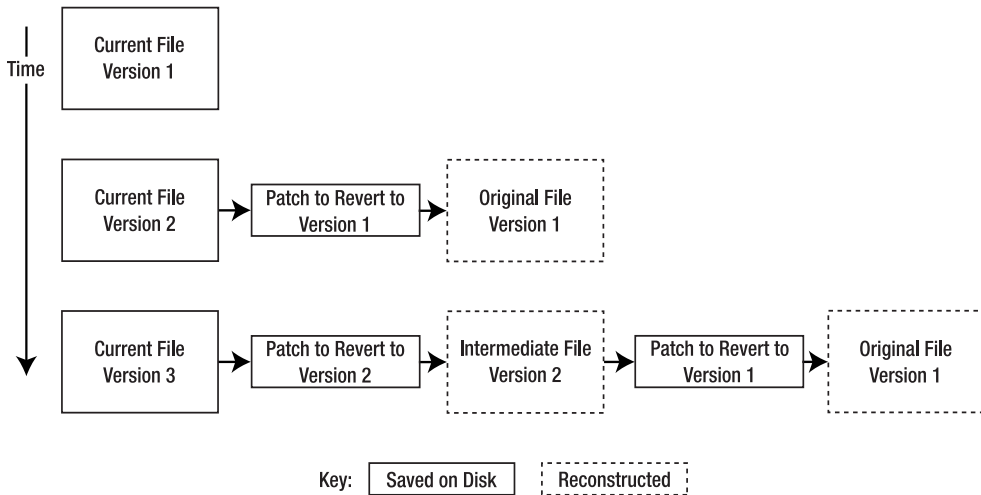 Time
Current File
Version 1
Current File
Version 2
Patch to Revert to
Version 1
Original File
Version 1
Current File
Version 3
Patch to Revert to
Version 2
Intermediate File
Version 2
Patch to Revert to
Version 1
Original File
Version 1
Key:
Saved on Disk
Reconstructed